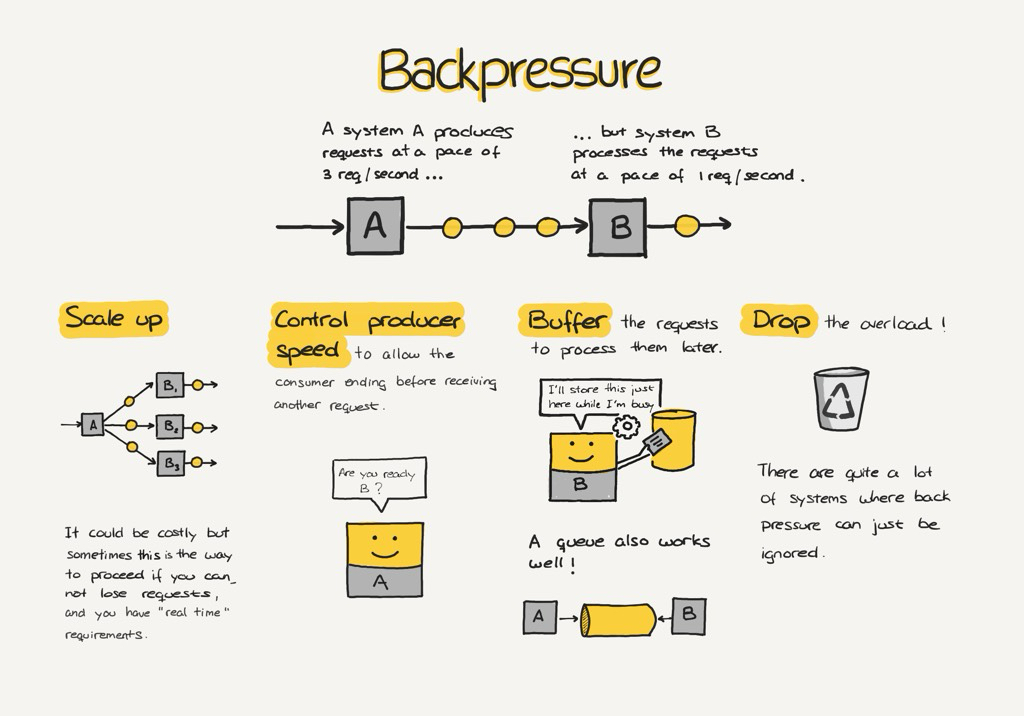 Backpressure
A system A produces
requests at a pace of
3 req/second ...
... but system B
processes the requests
at a pace of 1 req/second.
A
B
Scale up
A
B1
B2
B3
It could be costly but
sometimes this is the way
to proceed if you can_
not lose requests,
and you have "real time"
requirements.
Control producer
speed to allow the
consumer ending before receiving
another request.
Are you ready
B?
A
Buffer the requests
to process them later.
I'll store this just
here while I'm busy
B
A queue also works
well!
A
B
Drop the overload!
There are quite a lot
of systems where back
pressure can just be
ignored.